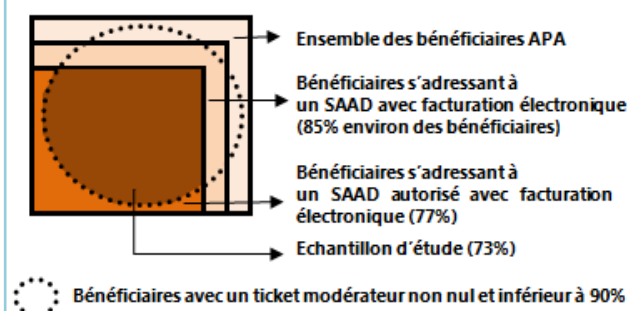 Ensemble des bénéficiaires APA
Bénéficiaires s'adressant à
un SAAD avec facturation électronique
(85% environ des bénéficiaires)
Bénéficiaires s'adressant à
un SAAD autorisé avec facturation
électronique (77%)
Echantillon d'étude (73%)
Bénéficiaires avec un ticket modérateur non nul et inférieur à 90%